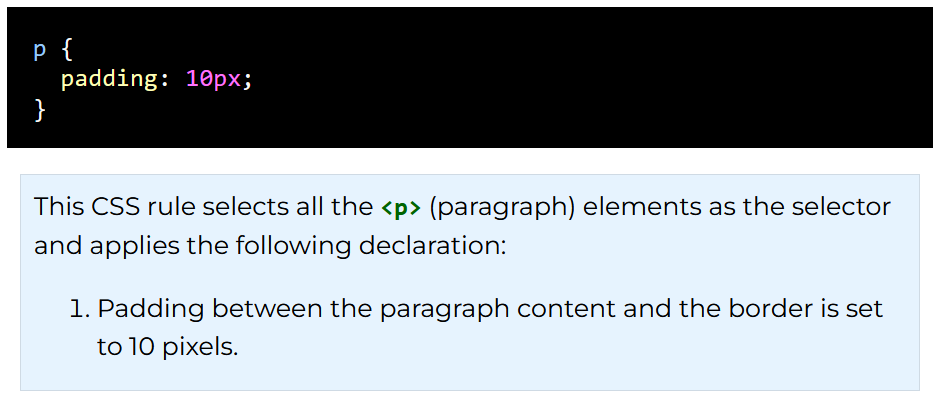 p {
padding: 10px;
}
This CSS rule selects all the <p> (paragraph) elements as the selector
and applies the following declaration:
1. Padding between the paragraph content and the border is set
to 10 pixels.